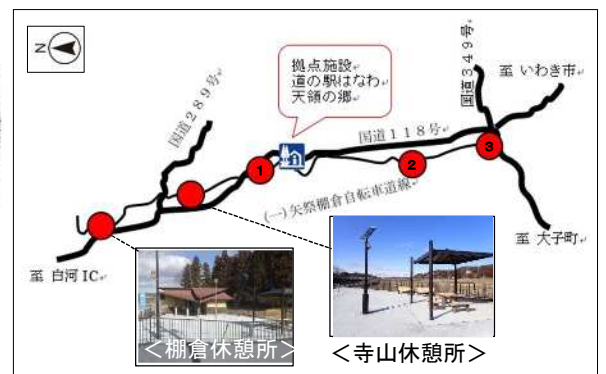 N
国道289号
拠点施設
道の駅はなわ
天領の郷
国道349号
至 いわき市
国道118号
1
2
3
(一)矢祭棚倉自転車道線
至 白河IC
至 大子町
<棚倉休憩所>
<寺山休憩所>